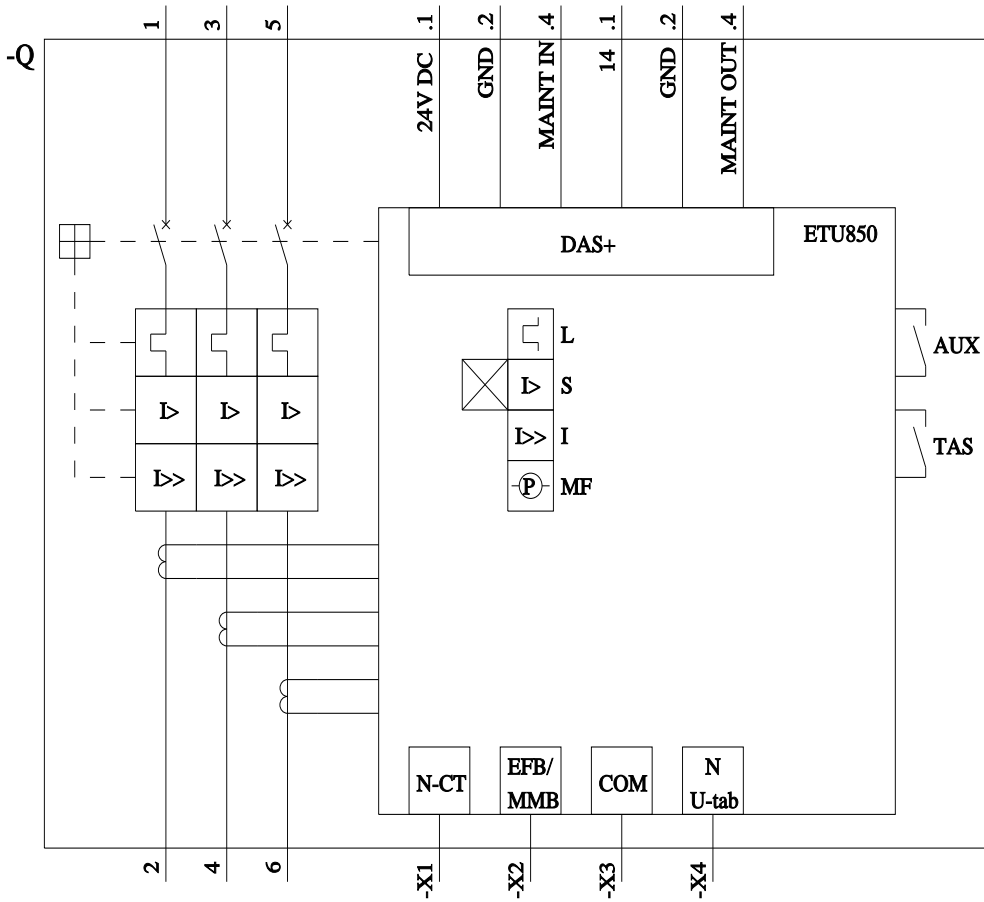 1
3
5
.1
.2
.4
.1
.2
.4
-Q
24V DC
GND
MAINT IN
14
GND
MAINT OUT
DAS+
ETU850
L
AUX
I> I> I>
I> S
I>> I
TAS
I>> I>> I>>
P MF
N-CT
EFB/
MMB
COM
N
U-tab
2
4
6
-X1
-X2
-X3
-X4